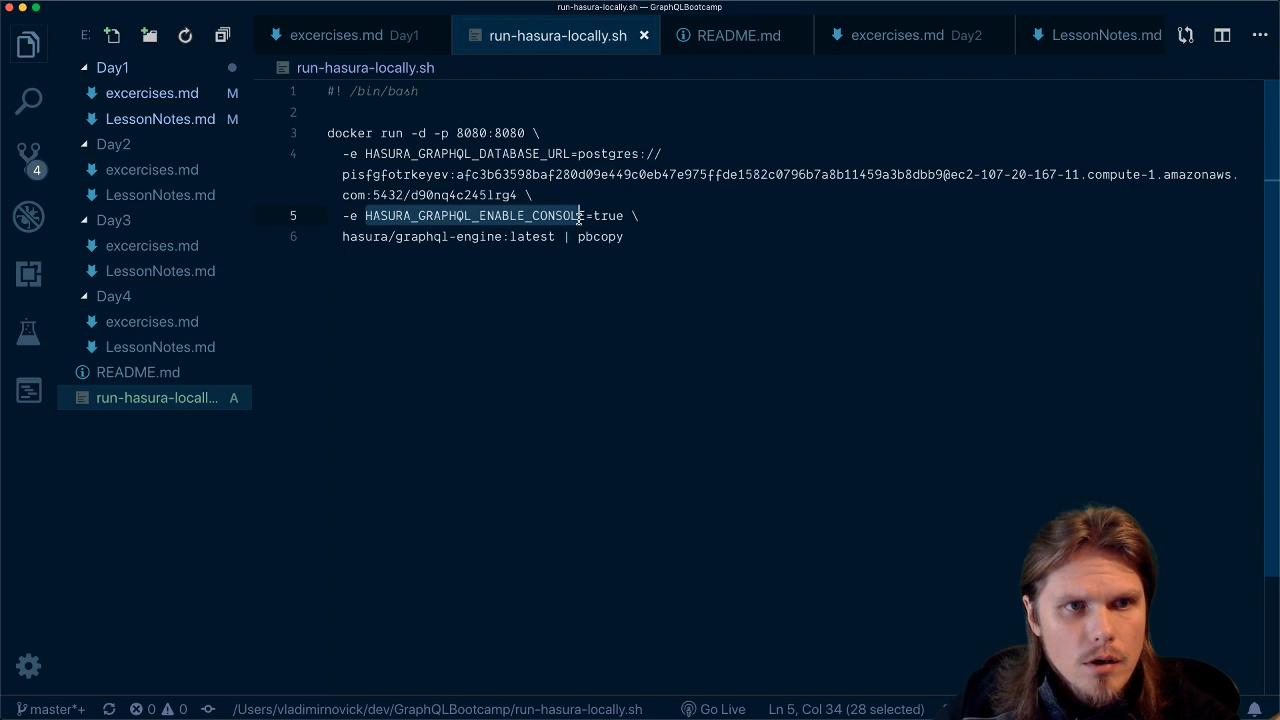 run-hasura-locally.sh — GraphQLBootcamp
E:
excercises.md Day1
run-hasura-locally.sh
README.md
excercises.md Day2
LessonNotes.md
Day1
excercises.md M
LessonNotes.md M
Day2
excercises.md
LessonNotes.md
Day3
excercises.md
LessonNotes.md
Day4
excercises.md
LessonNotes.md
README.md
run-hasura-locall... A
4
run-hasura-locally.sh
1 #! /bin/bash
2
3 docker run -d -p 8080:8080 \
4 -e HASURA_GRAPHQL_DATABASE_URL=postgres://
pisfgfotrkeyev:afc3b63598baf280d09e449c0eb47e975ffde1582c0796b7a8b11459a3b8dbb9@ec2-107-20-167-11.compute-1.amazonaws.
com:5432/d90nq4c245lrg4 \
5 -e HASURA_GRAPHQL_ENABLE_CONSOLE=true \
6 hasura/graphql-engine:latest | pbcopy
master*+ 0 0 /Users/vladimirnovick/dev/GraphQLBootcamp/run-hasura-locally.sh Go Live Ln 5, Col 34 (28 selected)